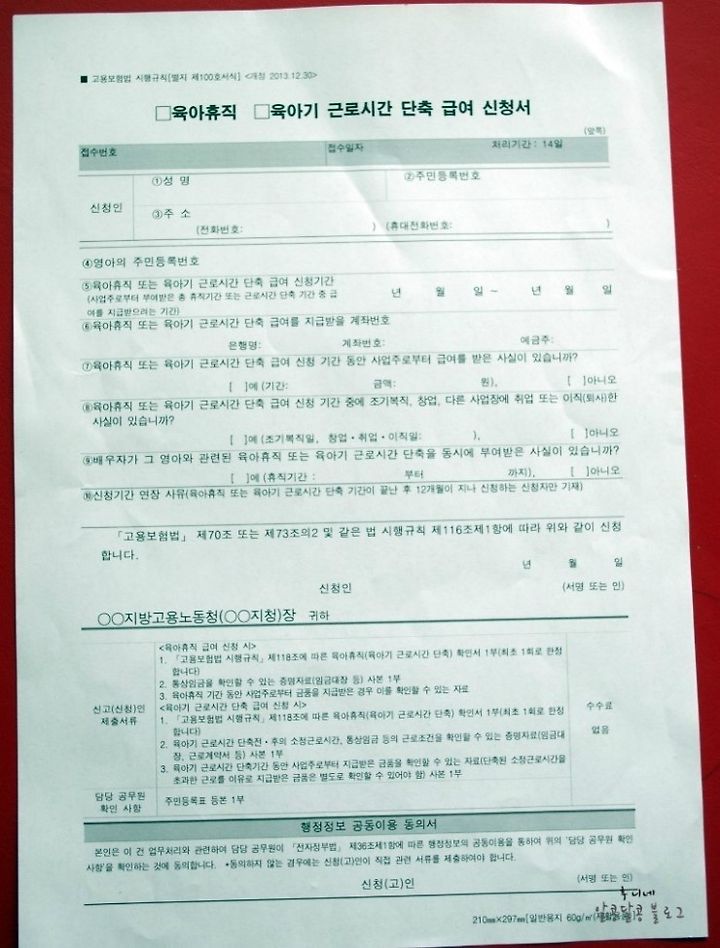 ■ 고용보험법 시행규칙[별지 제100호서식] <개정 2013.12.30>
□육아휴직 □육아기 근로시간 단축 급여 신청서
(앞쪽)
접수번호 접수일자 처리기간 : 14일
신청인 ①성 명 ②주민등록번호
③주 소
(전화번호: ) (휴대전화번호: )
④영아의 주민등록번호
⑤육아휴직 또는 육아기 근로시간 단축 급여 신청기간
(사업주로부터 부여받은 총 휴직기간 또는 근로시간 단축 기간 중 급
여를 지급받으려는 기간)
년 월 일 ~ 년 월 일
⑥육아휴직 또는 육아기 근로시간 단축 급여를 지급받을 계좌번호
은행명: 계좌번호: 예금주:
⑦육아휴직 또는 육아기 근로시간 단축 급여 신청 기간 동안 사업주로부터 급여를 받은 사실이 있습니까?
[ ]예 (기간: 금액: 원), [ ]아니오
⑧육아휴직 또는 육아기 근로시간 단축 급여 신청 기간 중에 조기복직, 창업, 다른 사업장에 취업 또는 이직(퇴사)한
사실이 있습니까?
[ ]예 (조기복직일, 창업·취업·이직일: ), [ ]아니오
⑨배우자가 그 영아와 관련된 육아휴직 또는 육아기 근로시간 단축을 동시에 부여받은 사실이 있습니까?
[ ]예 (휴직기간 : 부터 까지), [ ]아니오
⑩신청기간 연장 사유(육아휴직 또는 육아기 근로시간 단축 기간이 끝난 후 12개월이 지나 신청하는 신청자만 기재)
「고용보험법」 제70조 또는 제73조의2 및 같은 법 시행규칙 제116조제1항에 따라 위와 같이 신청
합니다.
년 월 일
신청인 (서명 또는 인)
○○지방고용노동청(○○지청)장 귀하
신고(신청)인
제출서류
<육아휴직 급여 신청 시>
1. 「고용보험법 시행규칙」제118조에 따른 육아휴직(육아기 근로시간 단축) 확인서 1부(최초 1회로 한정
합니다)
2. 통상임금을 확인할 수 있는 증명자료(임금대장 등) 사본 1부
3. 육아휴직 기간 동안 사업주로부터 금품을 지급받은 경우 이를 확인할 수 있는 자료
<육아기 근로시간 단축 급여 신청 시>
1. 「고용보험법 시행규칙」제118조에 따른 육아휴직(육아기 근로시간 단축) 확인서 1부(최초 1회로 한정
합니다)
2. 육아기 근로시간 단축전·후의 소정근로시간, 통상임금 등의 근로조건을 확인할 수 있는 증명자료(임금대
장, 근로계약서 등) 사본 1부
3. 육아기 근로시간 단축기간 동안 사업주로부터 지급받은 금품을 확인할 수 있는 자료(단축된 소정근로시간을
초과한 근로를 이유로 지급받은 금품은 별도로 확인할 수 있어야 함) 사본 1부
수수료
없음
담당 공무원
확인 사항
주민등록표 등본 1부
행정정보 공동이용 동의서
본인은 이 건 업무처리와 관련하여 담당 공무원이 「전자정부법」 제36조제1항에 따른 행정정보의 공동이용을 통하여 위의 '담당 공무원 확인
사항'을 확인하는 것에 동의합니다. *동의하지 않는 경우에는 신청(고)인이 직접 관련 서류를 제출하여야 합니다.
신청(고)인 (서명 또는 인)
후니네
알콩달콩 블로그
210㎜×297㎜[일반용지 60g/㎡